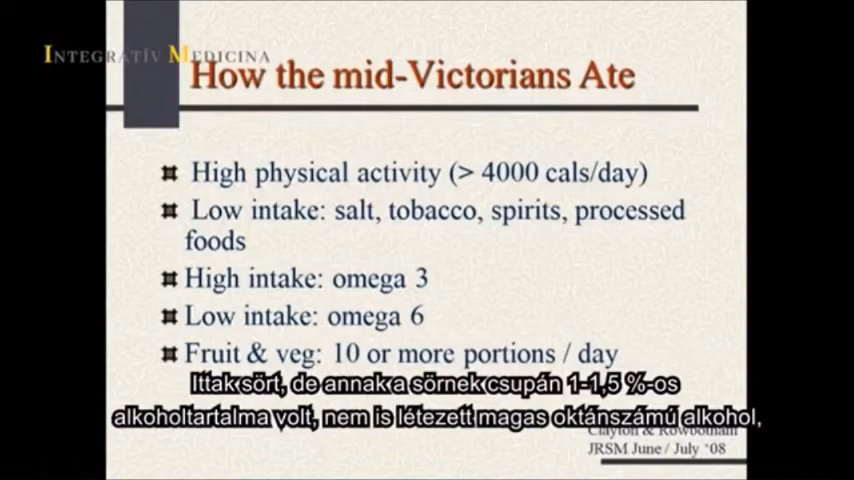 INTEGRATÍV MEDICINA
How the mid-Victorians Ate
High physical activity (> 4000 cals/day)
Low intake: salt, tobacco, spirits, processed
foods
High intake: omega 3
Low intake: omega 6
Fruit & veg: 10 or more portions / day
Ittak sört, de annak a sörnek csupán 1-1,5 %-os
alkoholtartalma volt, nem is létezett magas oktánszámú alkohol,
Clayton & Rowbotham
JRSM June / July `08